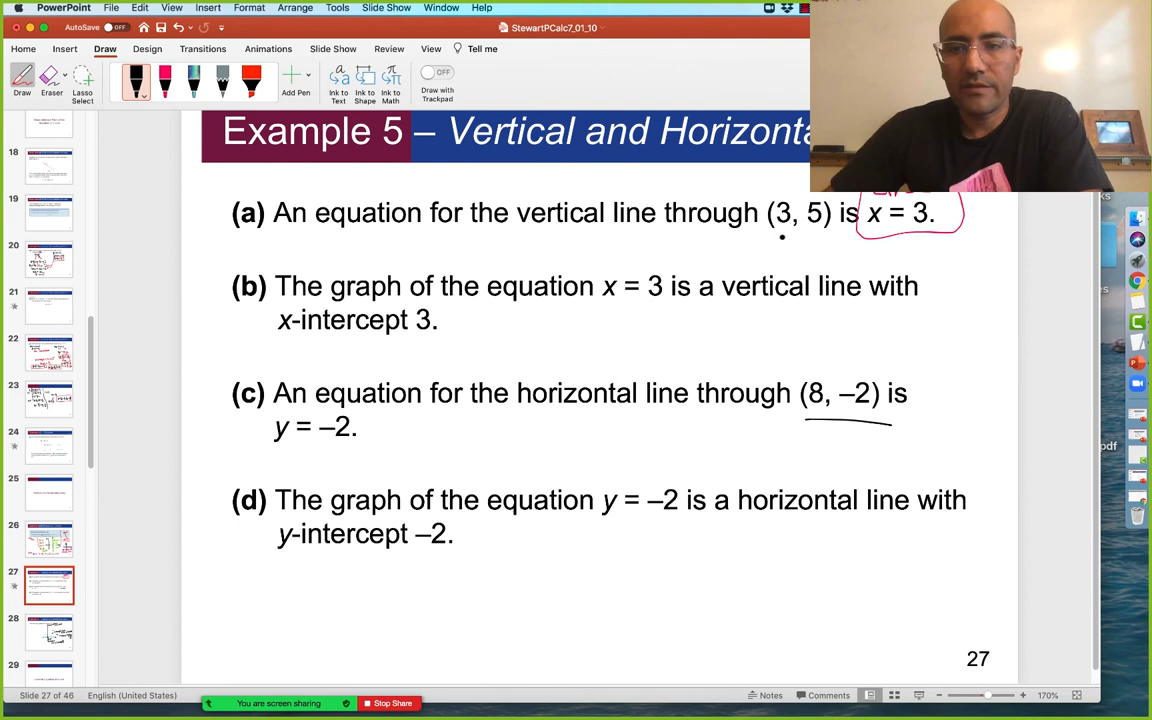 PowerPoint File Edit View Insert Format Arrange Tools Slide Show Window Help
AutoSave OFF StewartPCalc7_01_10
Home Insert Draw Design Transitions Animations Slide Show Review View Tell me
Draw Eraser Lasso Select Add Pen Ink to Text Ink to Shape Ink to Math OFF Draw with Trackpad
Example 5 – Vertical and Horizonta
(a) An equation for the vertical line through (3, 5) is x = 3.
(b) The graph of the equation x = 3 is a vertical line with
x-intercept 3.
(c) An equation for the horizontal line through (8, –2) is
y = –2.
(d) The graph of the equation y = –2 is a horizontal line with
y-intercept –2.
27
18
19
20
21
22
23
24
25
26
27
28
29
pdf
Slide 27 of 46 English (United States) Notes Comments 170%
You are screen sharing Stop Share